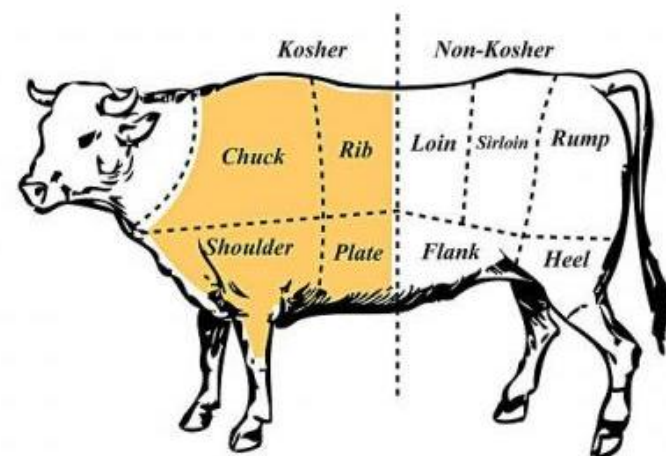 Kosher
Non-Kosher
Chuck
Rib
Loin
Sirloin
Rump
Shoulder
Plate
Flank
Heel